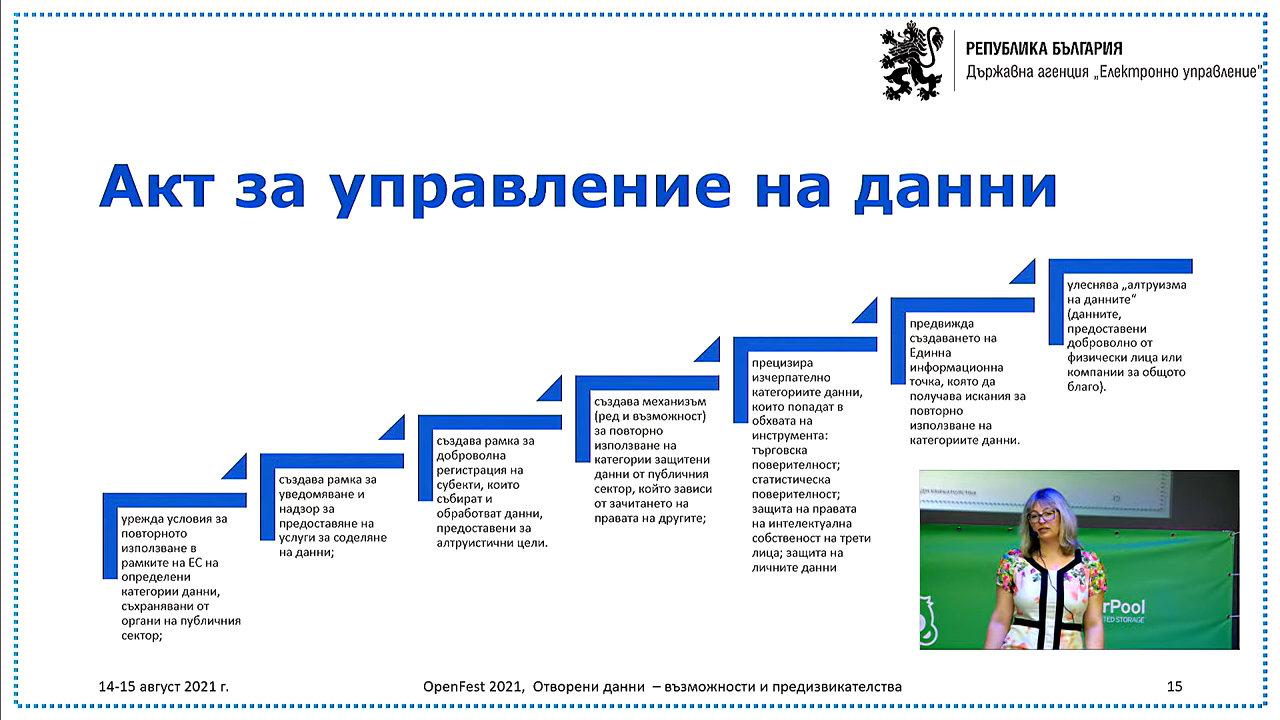 РЕПУБЛИКА БЪЛГАРИЯ
Държавна агенция „Електронно управление“
Акт за управление на данни
урежда условия за
повторното
използване в
рамките на ЕС на
определени
категории данни,
съхранявани от
органи на публичния
сектор;
създава рамка за
уведомяване и
надзор за
предоставяне на
услуги за соделяне
на данни;
създава рамка за
доброволна
регистрация на
субекти, които
събират и
обработват данни,
предоставени за
алтруистични цели.
създава механизъм
(ред и възможност)
за повторно
използване на
категории защитени
данни от публичния
сектор, който зависи
от зачитането на
правата на другите;
прецизира
изчерпателно
категориите данни,
които попадат в
обхвата на
инструмента:
търговска
поверителност;
статистическа
поверителност;
защита на правата
на интелектуална
собственост на трети
лица; защита на
личните данни
предвижда
създаването на
Единна
информационна
точка, която да
получава искания за
повторно
използване на
категориите данни.
улеснява „алтруизма
на данните“
(данните,
предоставени
доброволно от
физически лица или
компании за общото
благо).
rPool
TED STORAGE
14-15 август 2021 г.
OpenFest 2021, Отворени данни – възможности и предизвикателства
15